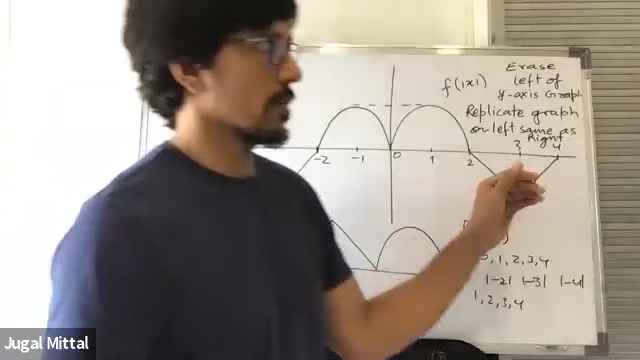 f(|x|)
Erase
left of
y-axis Graph
Replicate graph
on left same as
Right
-2 -1 0 1 2 3 4
, 1, 2, 3, 4
|-2| |-3| |-4|
1, 2, 3, 4
Jugal Mittal